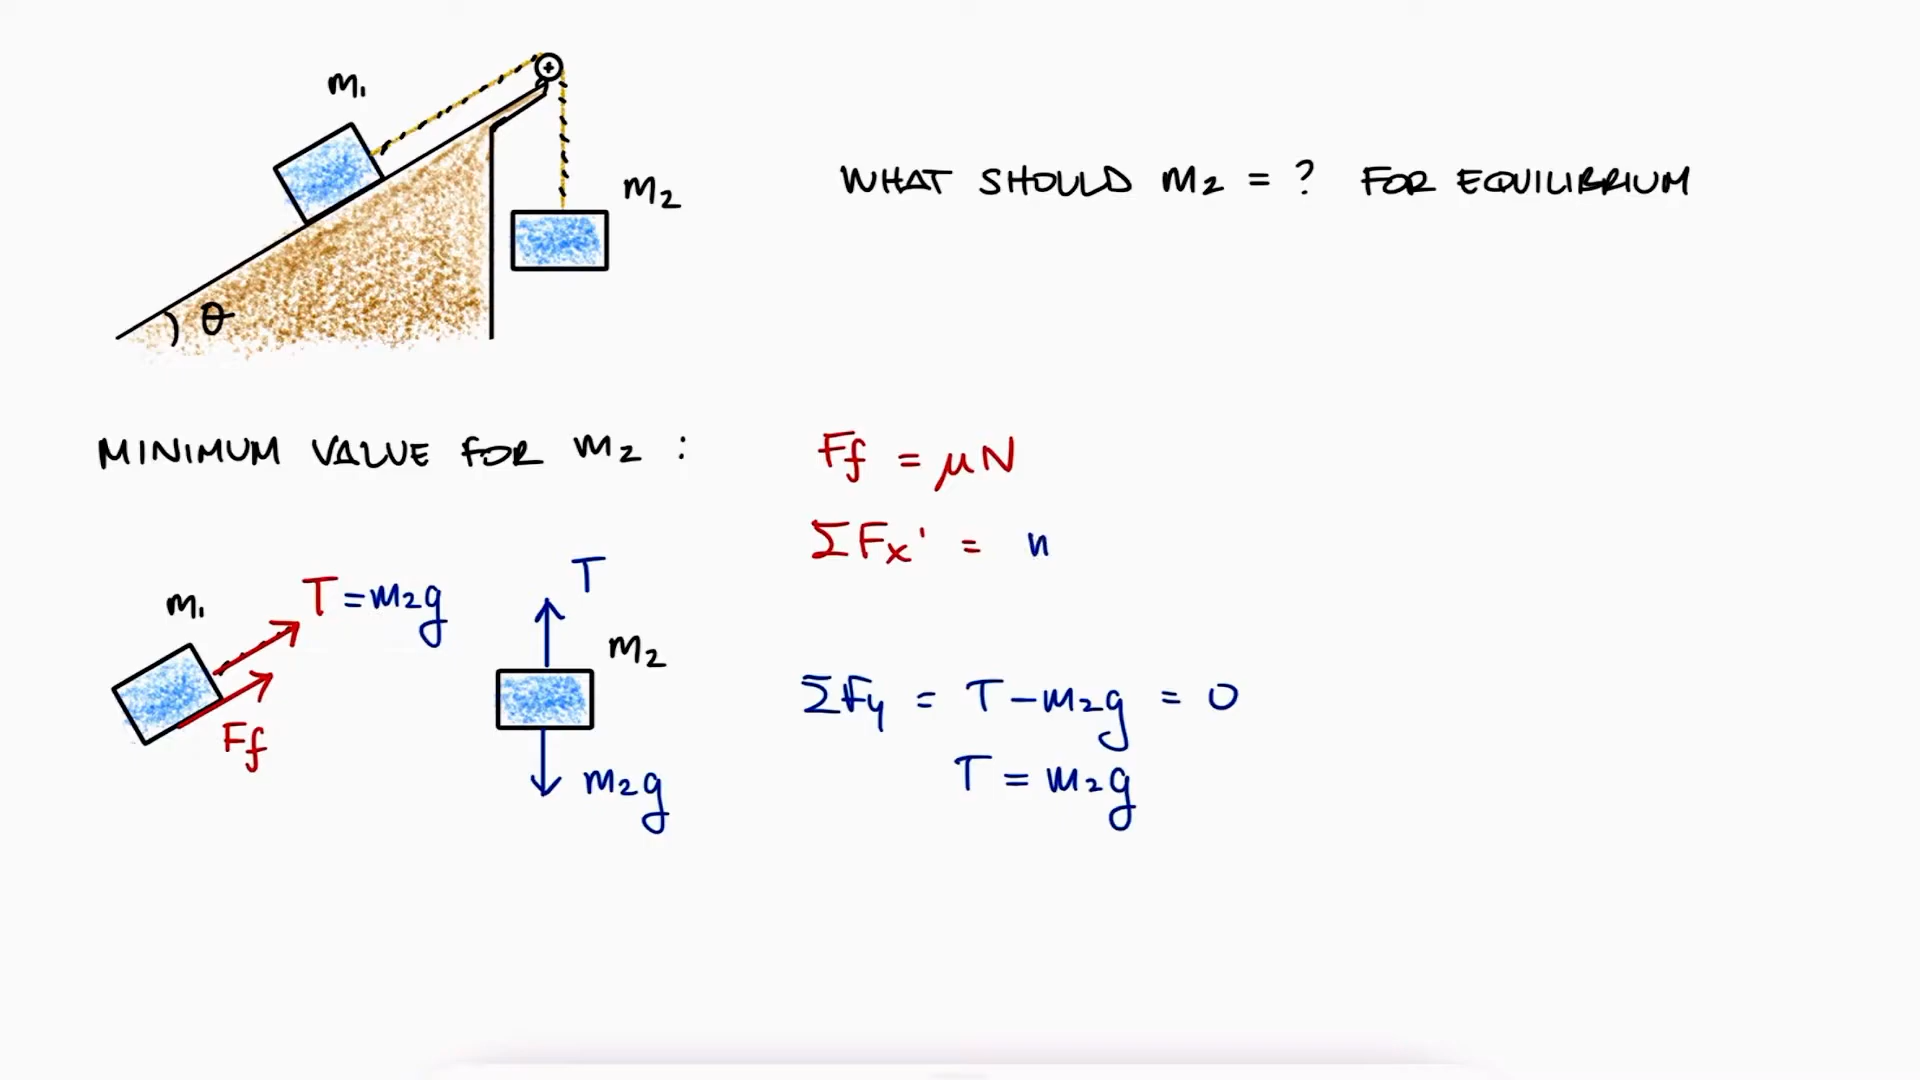 m₁
m₂
θ
WHAT SHOULD m₂ = ? FOR EQUILIBRIUM
MINIMUM VALUE FOR m₂ :
Ff = μN
ΣFx' = n
m₁
T = m₂g
Ff
T
m₂
m₂g
ΣFy = T - m₂g = 0
T = m₂g